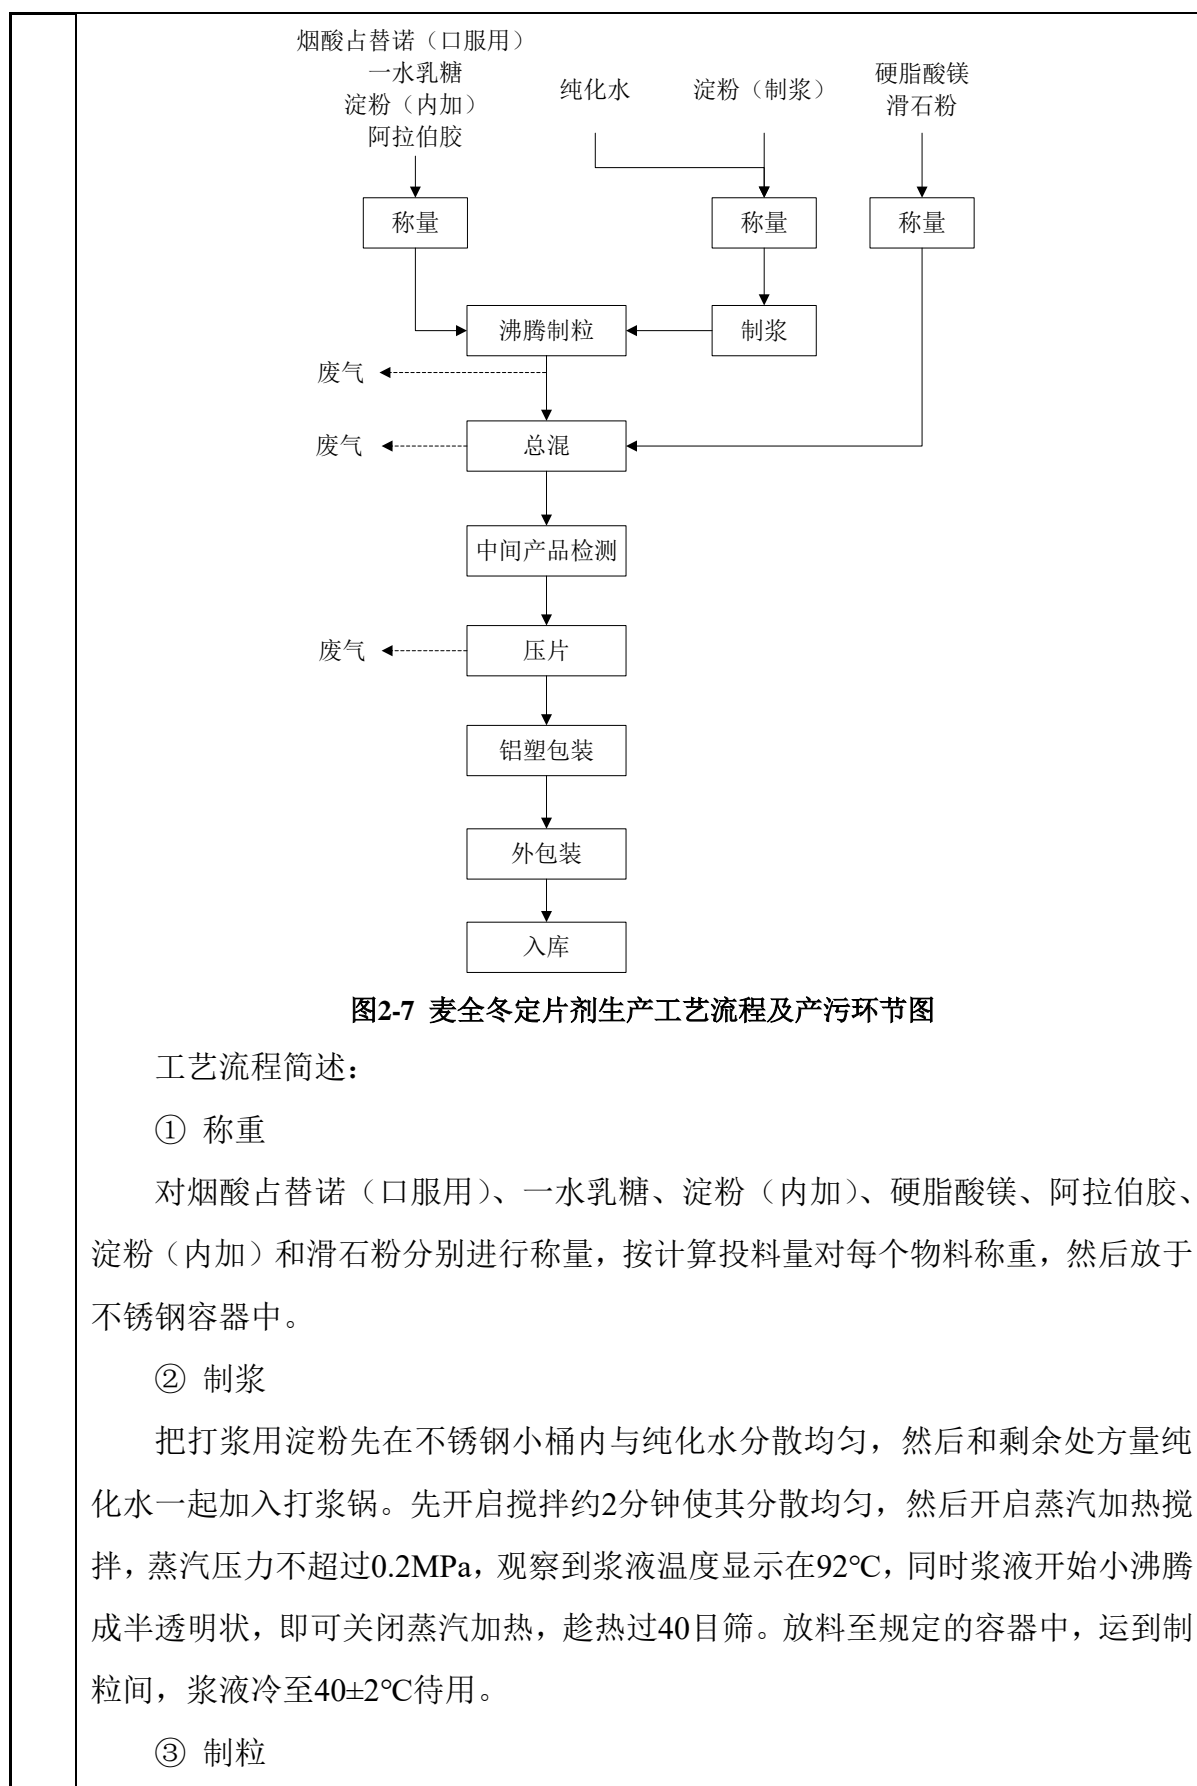 烟酸占替诺（口服用）
一水乳糖
淀粉（内加）
阿拉伯胶
纯化水
淀粉（制浆）
硬脂酸镁
滑石粉
称量
称量
称量
沸腾制粒
制浆
废气
废气
总混
中间产品检测
废气
压片
铝塑包装
外包装
入库
图2-7 麦全冬定片剂生产工艺流程及产污环节图
工艺流程简述：
① 称重
对烟酸占替诺（口服用）、一水乳糖、淀粉（内加）、硬脂酸镁、阿拉伯胶、
淀粉（内加）和滑石粉分别进行称量，按计算投料量对每个物料称重，然后放于
不锈钢容器中。
② 制浆
把打浆用淀粉先在不锈钢小桶内与纯化水分散均匀，然后和剩余处方量纯
化水一起加入打浆锅。先开启搅拌约2分钟使其分散均匀，然后开启蒸汽加热搅
拌，蒸汽压力不超过0.2MPa，观察到浆液温度显示在92℃，同时浆液开始小沸腾
成半透明状，即可关闭蒸汽加热，趁热过40目筛。放料至规定的容器中，运到制
粒间，浆液冷至40±2℃待用。
③ 制粒